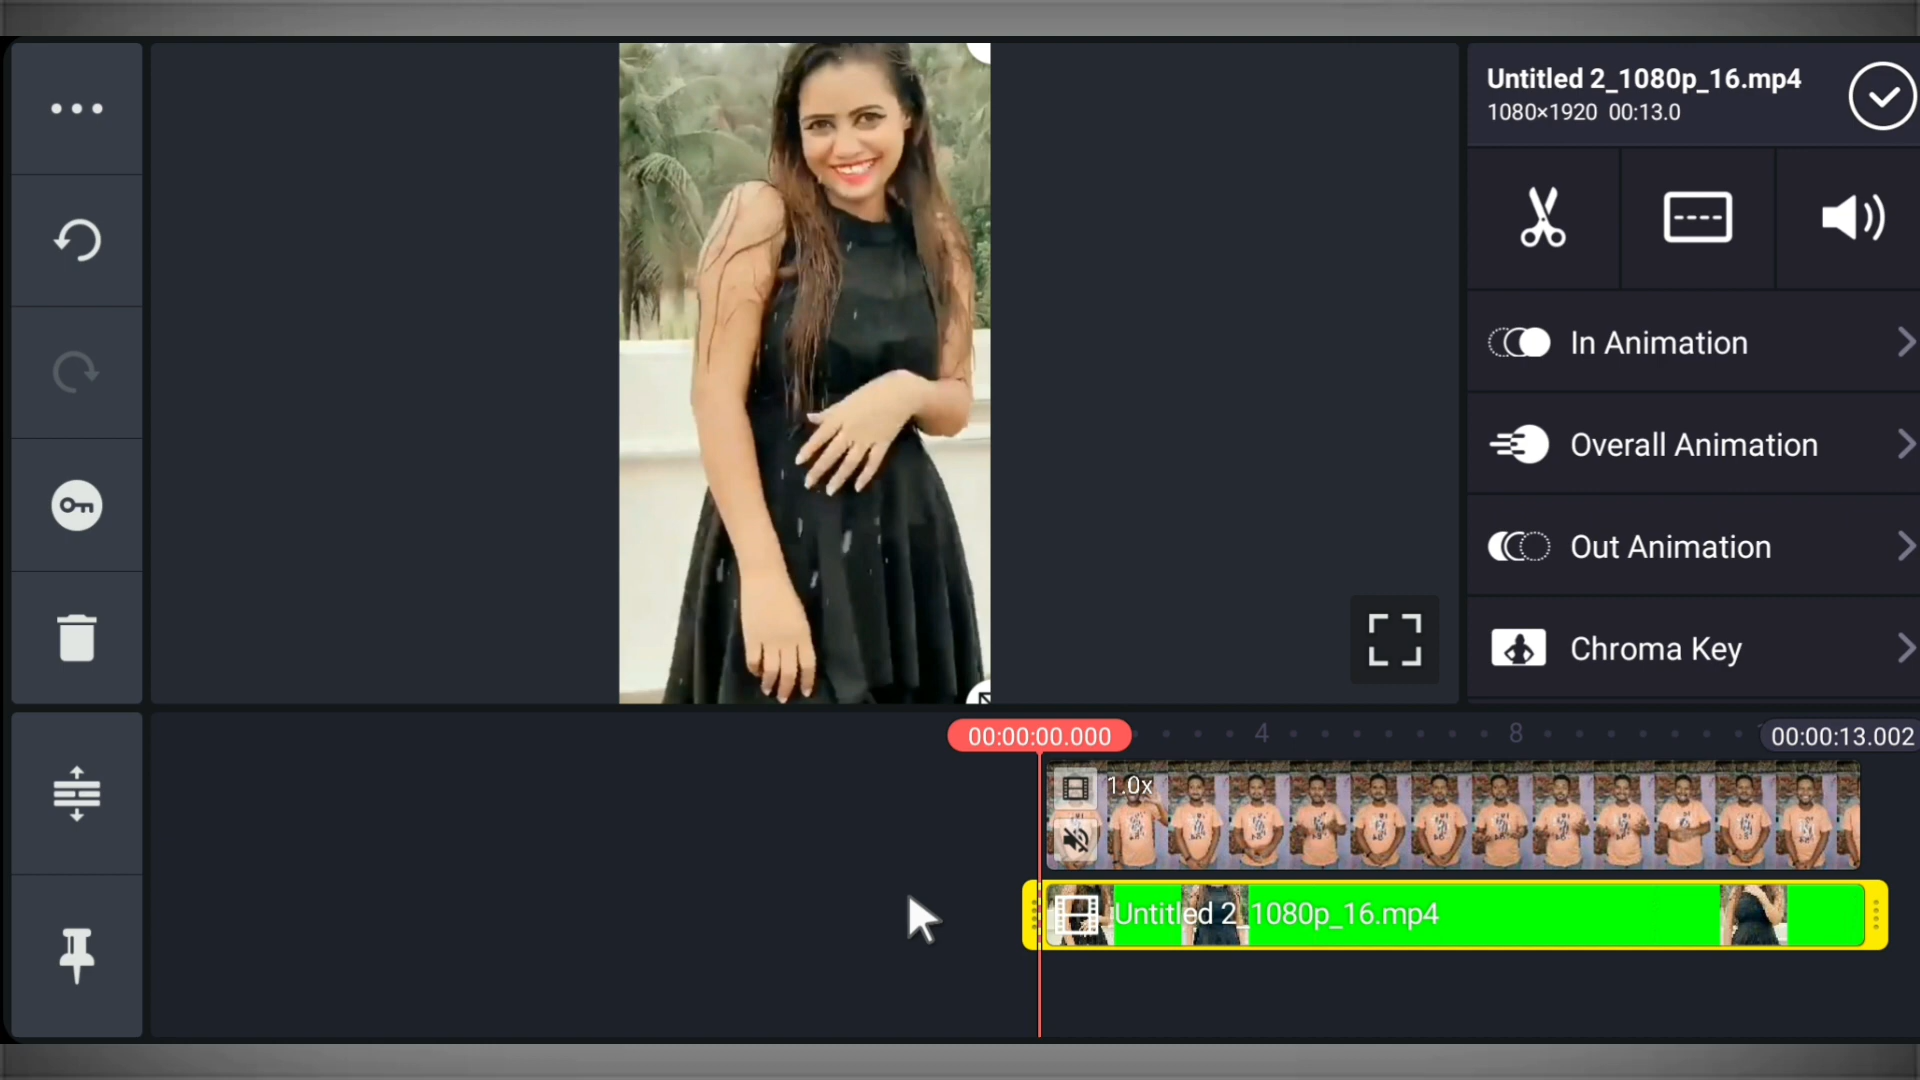 Untitled 2_1080p_16.mp4
1080×1920 00:13.0
In Animation
Overall Animation
Out Animation
Chroma Key
00:00:00.000
4
8
00:00:13.002
1.0x
Untitled 2_1080p_16.mp4